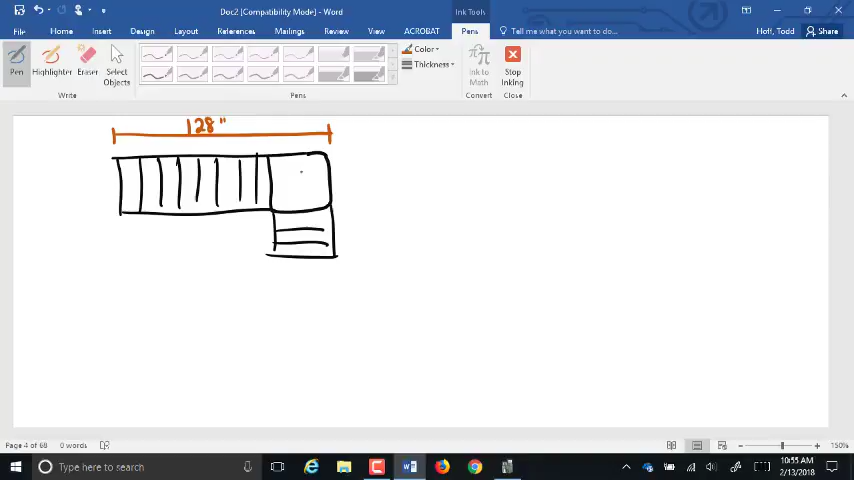 Doc2 [Compatibility Mode] - Word
Ink Tools
Hoff, Todd
File Home Insert Design Layout References Mailings Review View ACROBAT Pens Tell me what you want to do... Share
Pen
Highlighter
Eraser
Select Objects
Color
Thickness
Ink to Math
Stop Inking
Write
Pens
Convert
Close
128"
Page 4 of 68 0 words
150%
Type here to search
10:55 AM
2/13/2018